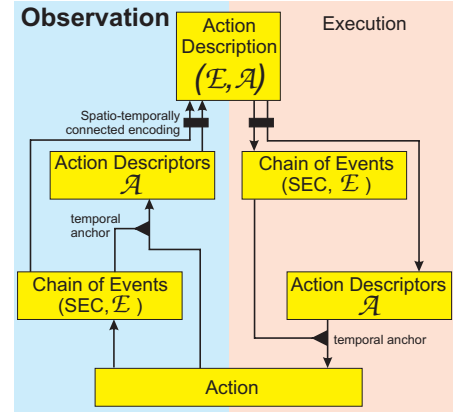 Observation
Execution
Action
Description
(ℰ, 𝒜)
Spatio-temporally
connected encoding
Action Descriptors
𝒜
Chain of Events
(SEC, ℰ )
temporal
anchor
Chain of Events
(SEC, ℰ )
Action Descriptors
𝒜
temporal anchor
Action